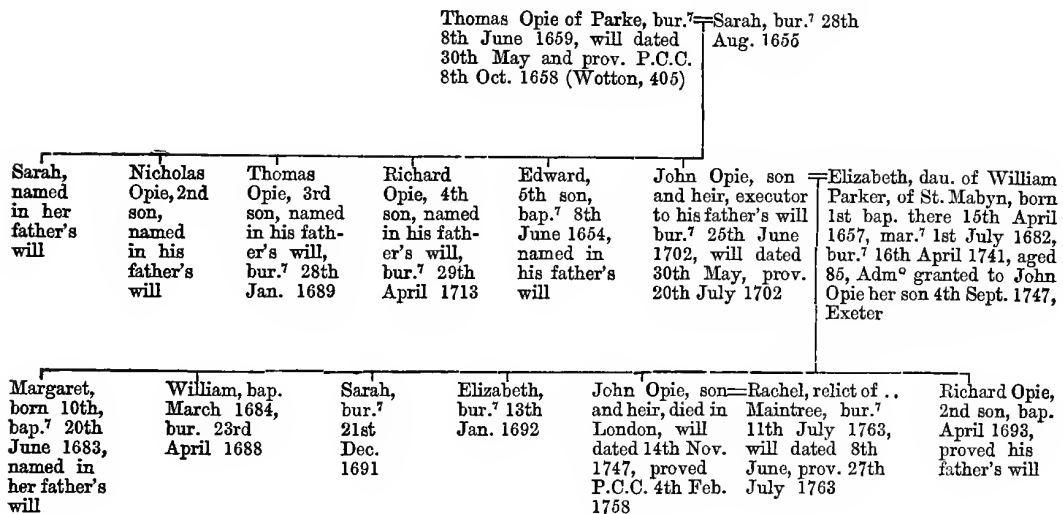 Thomas Opie of Parke, bur.⁷
8th June 1659, will dated
30th May and prov. P.C.C.
8th Oct. 1658 (Wotton, 405)
Sarah, bur.⁷ 28th
Aug. 1655
Sarah,
named
in her
father's
will
Nicholas
Opie, 2nd
son,
named
in his
father's
will
Thomas
Opie, 3rd
son, named
in his fath-
er's will,
bur.⁷ 28th
Jan. 1689
Richard
Opie, 4th
son, named
in his fath-
er's will,
bur.⁷ 29th
April 1713
Edward,
5th son,
bap.⁷ 8th
June 1654,
named in
his father's
will
John Opie, son
and heir, executor
to his father's will
bur.⁷ 25th June
1702, will dated
30th May, prov.
20th July 1702
Elizabeth, dau. of William
Parker, of St. Mabyn, born
1st bap. there 15th April
1657, mar.⁷ 1st July 1682,
bur.⁷ 16th April 1741, aged
85, Admᵒ granted to John
Opie her son 4th Sept. 1747,
Exeter
Margaret,
born 10th,
bap.⁷ 20th
June 1683,
named in
her father's
will
William, bap.
March 1684,
bur. 23rd
April 1688
Sarah,
bur.⁷
21st
Dec.
1691
Elizabeth,
bur.⁷ 13th
Jan. 1692
John Opie, son
and heir, died in
London, will
dated 14th Nov.
1747, proved
P.C.C. 4th Feb.
1758
Rachel, relict of ..
Maintree, bur.⁷
11th July 1763,
will dated 8th
June, prov. 27th
July 1763
Richard Opie,
2nd son, bap.
April 1693,
proved his
father's will